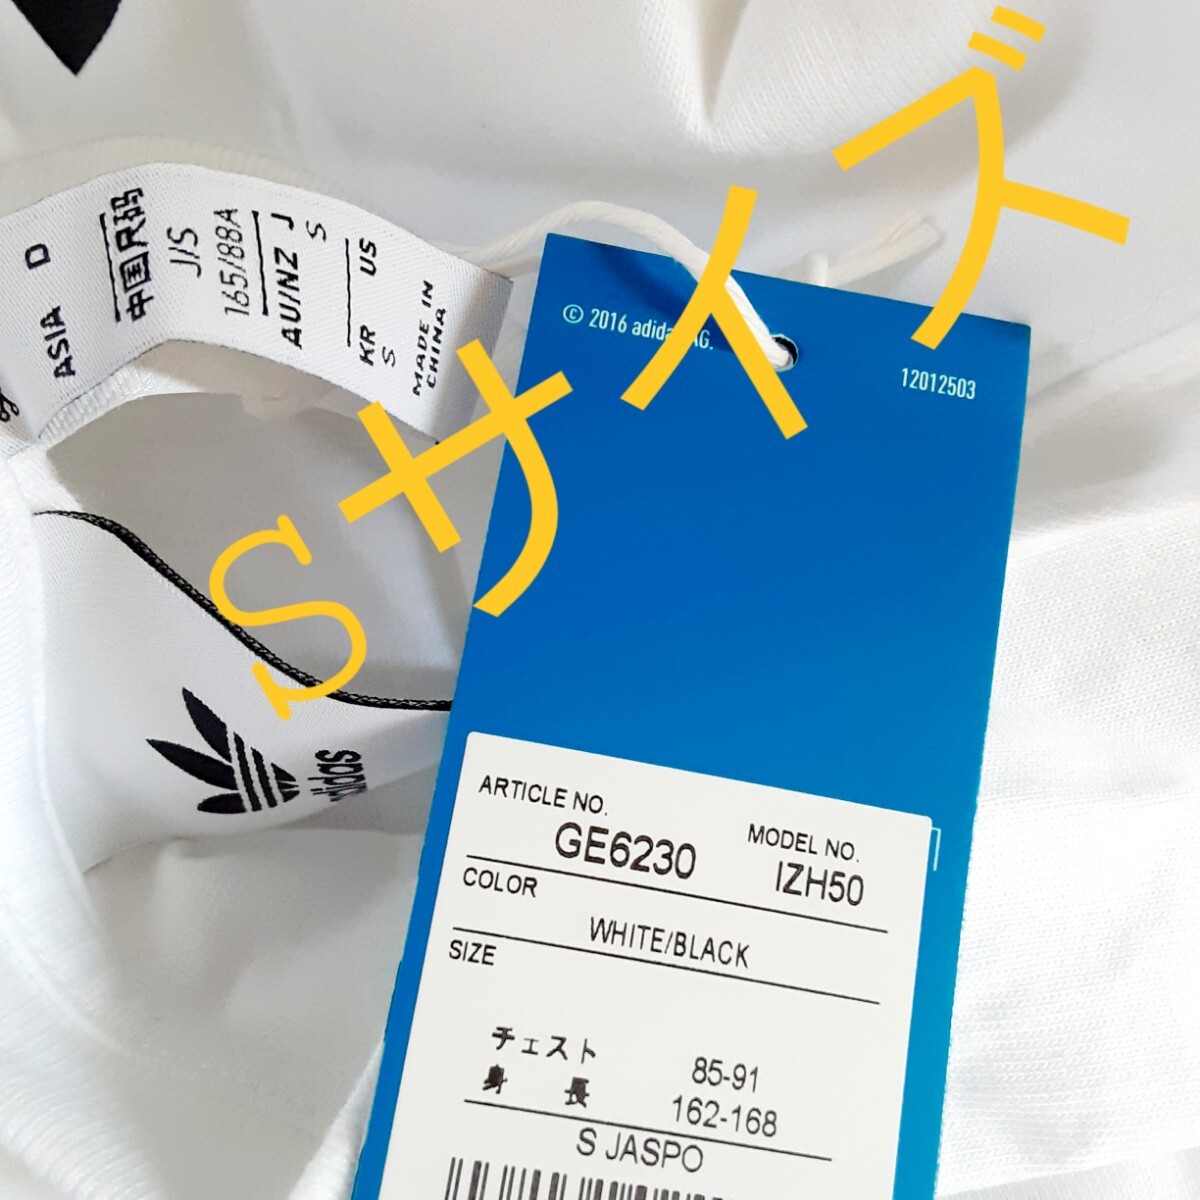 Sサイズ
D
ASIA
中国尺码
J/S
165/88A
AU/NZ J
S
KR US
S
MADE IN
CHINA
© 2016 adidas AG.
12012503
adidas
ARTICLE NO.
GE6230
MODEL NO.
IZH50
COLOR
WHITE/BLACK
SIZE
チェスト 85-91
身 長 162-168
S JASPO